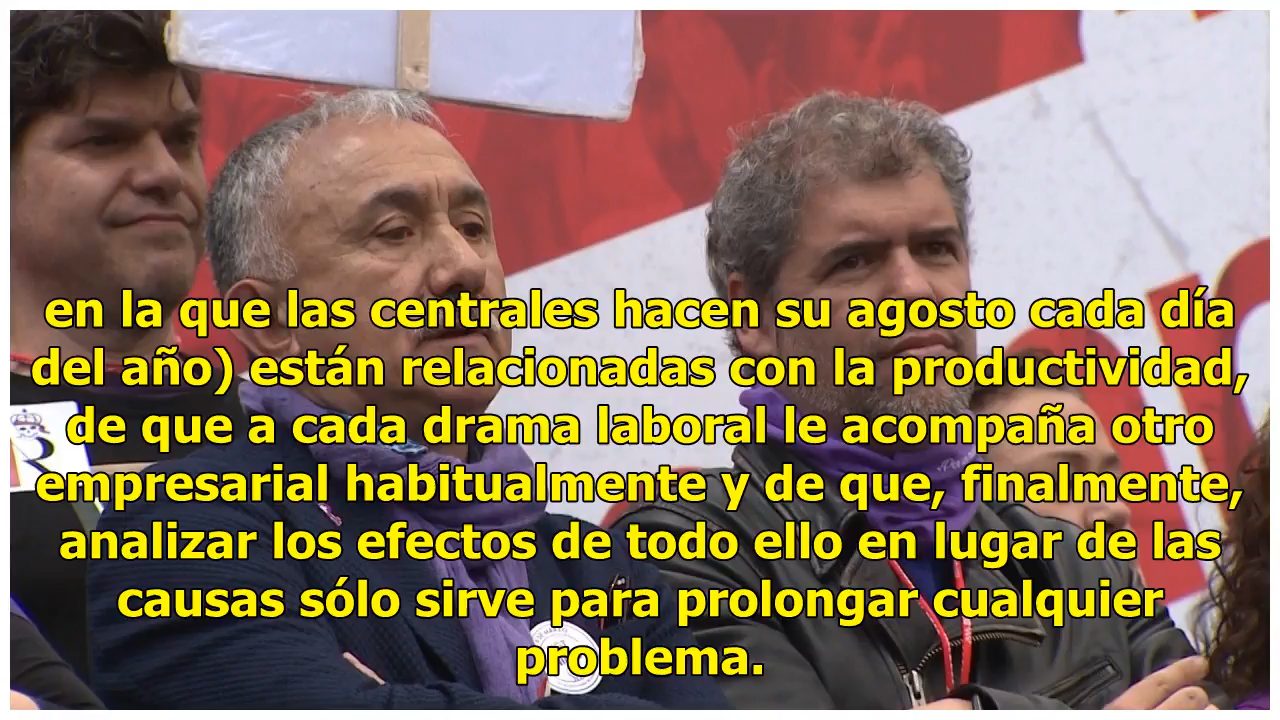 en la que las centrales hacen su agosto cada día
del año) están relacionadas con la productividad,
de que a cada drama laboral le acompaña otro
empresarial habitualmente y de que, finalmente,
analizar los efectos de todo ello en lugar de las
causas sólo sirve para prolongar cualquier
problema.
R